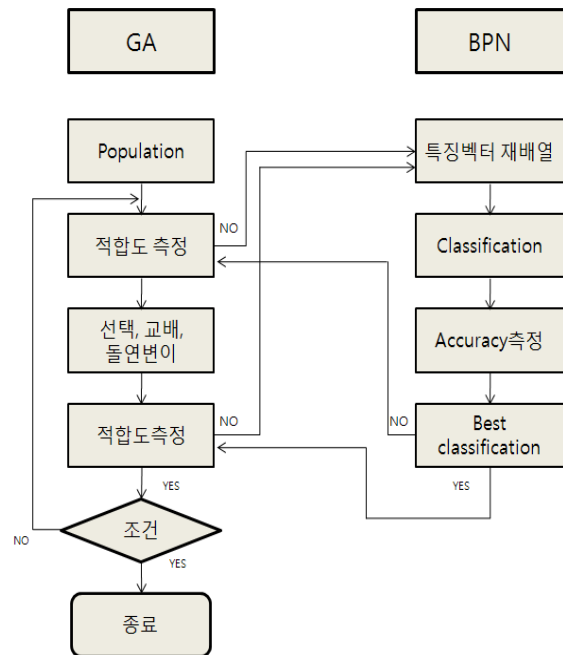 GA
BPN
Population
특징벡터 재배열
NO
적합도 측정
Classification
선택, 교배,
돌연변이
Accuracy측정
NO
NO
적합도측정
Best
classification
YES
YES
조건
NO
YES
종료